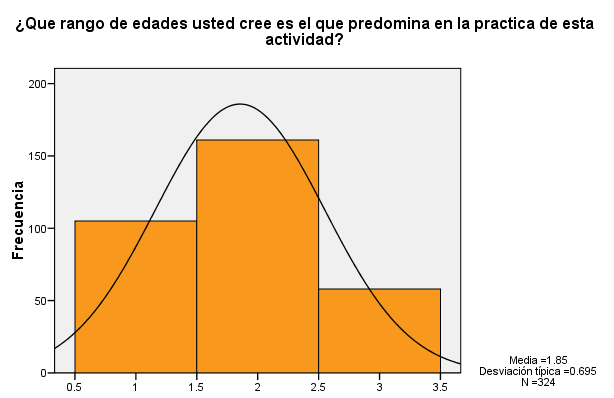 ¿Que rango de edades usted cree es el que predomina en la practica de esta
actividad?
200
150
100
50
0
Frecuencia
0.5 1 1.5 2 2.5 3 3.5
Media =1.85
Desviación típica =0.695
N =324